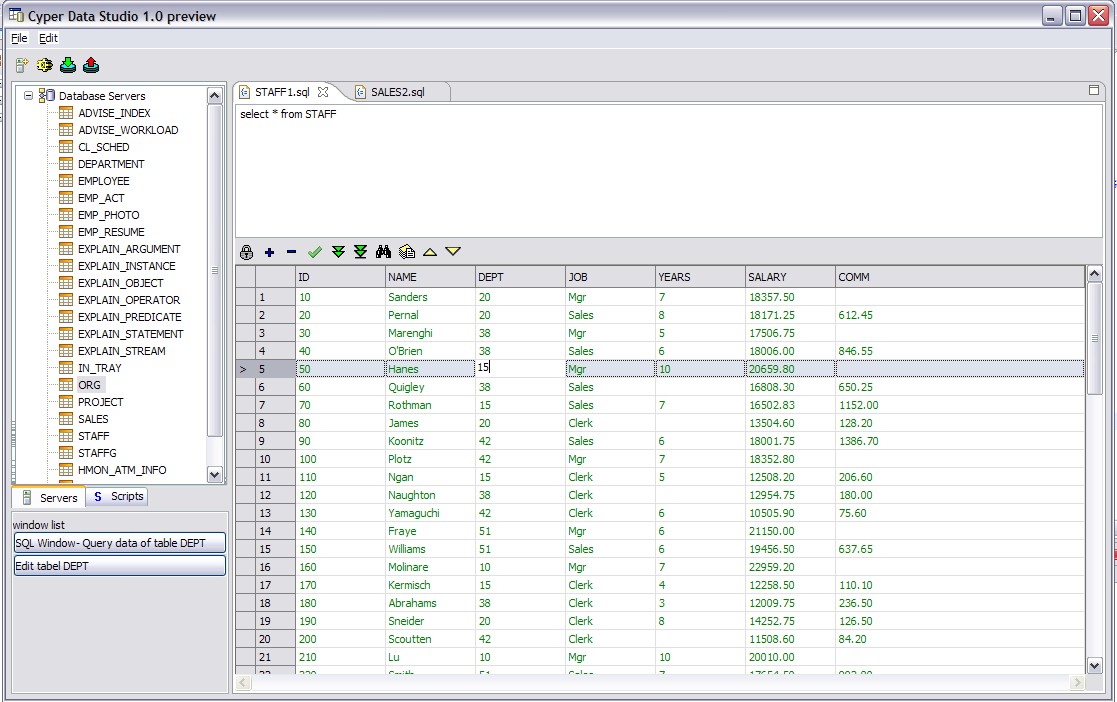 Cyper Data Studio 1.0 preview
File Edit
Database Servers
ADVISE_INDEX
ADVISE_WORKLOAD
CL_SCHED
DEPARTMENT
EMPLOYEE
EMP_ACT
EMP_PHOTO
EMP_RESUME
EXPLAIN_ARGUMENT
EXPLAIN_INSTANCE
EXPLAIN_OBJECT
EXPLAIN_OPERATOR
EXPLAIN_PREDICATE
EXPLAIN_STATEMENT
EXPLAIN_STREAM
IN_TRAY
ORG
PROJECT
SALES
STAFF
STAFFG
HMON_ATM_INFO
Servers S Scripts
window list
SQL Window- Query data of table DEPT
Edit tabel DEPT
STAFF1.sql SALES2.sql
select * from STAFF
ID NAME DEPT JOB YEARS SALARY COMM
1 10 Sanders 20 Mgr 7 18357.50
2 20 Pernal 20 Sales 8 18171.25 612.45
3 30 Marenghi 38 Mgr 5 17506.75
4 40 O'Brien 38 Sales 6 18006.00 846.55
> 5 50 Hanes 15 Mgr 10 20659.80
6 60 Quigley 38 Sales 16808.30 650.25
7 70 Rothman 15 Sales 7 16502.83 1152.00
8 80 James 20 Clerk 13504.60 128.20
9 90 Koonitz 42 Sales 6 18001.75 1386.70
10 100 Plotz 42 Mgr 7 18352.80
11 110 Ngan 15 Clerk 5 12508.20 206.60
12 120 Naughton 38 Clerk 12954.75 180.00
13 130 Yamaguchi 42 Clerk 6 10505.90 75.60
14 140 Fraye 51 Mgr 6 21150.00
15 150 Williams 51 Sales 6 19456.50 637.65
16 160 Molinare 10 Mgr 7 22959.20
17 170 Kermisch 15 Clerk 4 12258.50 110.10
18 180 Abrahams 38 Clerk 3 12009.75 236.50
19 190 Sneider 20 Clerk 8 14252.75 126.50
20 200 Scoutten 42 Clerk 11508.60 84.20
21 210 Lu 10 Mgr 10 20010.00